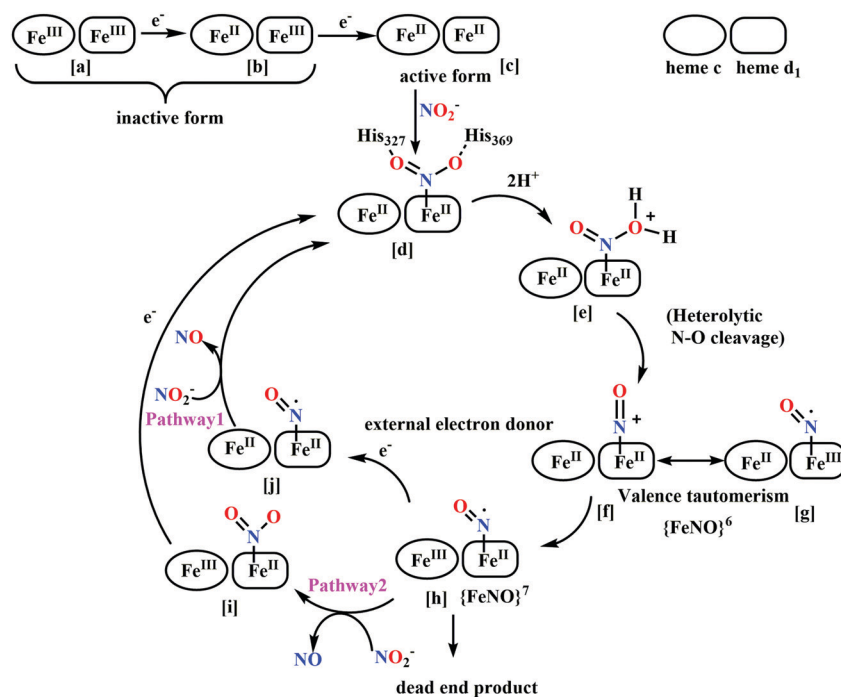 Fe^III Fe^III e^- Fe^II Fe^III e^- Fe^II Fe^II
[a] [b] [c]
heme c heme d₁
active form
inactive form
NO₂^-
His₃₂₇ His₃₆₉
O N O
Fe^II Fe^II
[d]
2H⁺
H
O N O⁺ H
Fe^II Fe^II
[e]
(Heterolytic
N-O cleavage)
e^-
NO
NO₂^-
Pathway1
O
N·
Fe^II Fe^II
[j]
external electron donor
e^-
O
N⁺
Fe^II Fe^II
[f]
O
N·
Fe^II Fe^III
[g]
Valence tautomerism
{FeNO}⁶
O
N·
Fe^III Fe^II
[h] {FeNO}⁷
O N O
Fe^III Fe^II
[i]
Pathway2
NO NO₂^-
dead end product